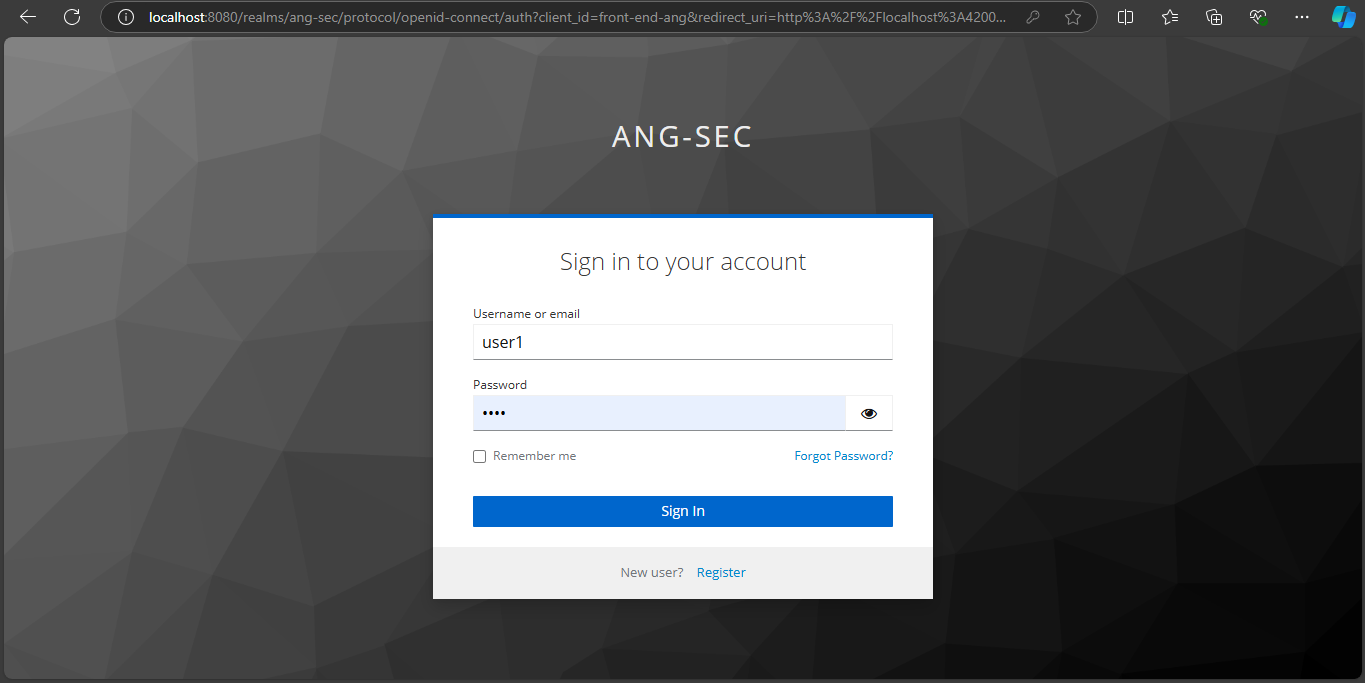 localhost:8080/realms/ang-sec/protocol/openid-connect/auth?client_id=front-end-ang&redirect_uri=http%3A%2F%2Flocalhost%3A4200...
ANG-SEC
Sign in to your account
Username or email
user1
Password
••••
Remember me
Forgot Password?
Sign In
New user? Register